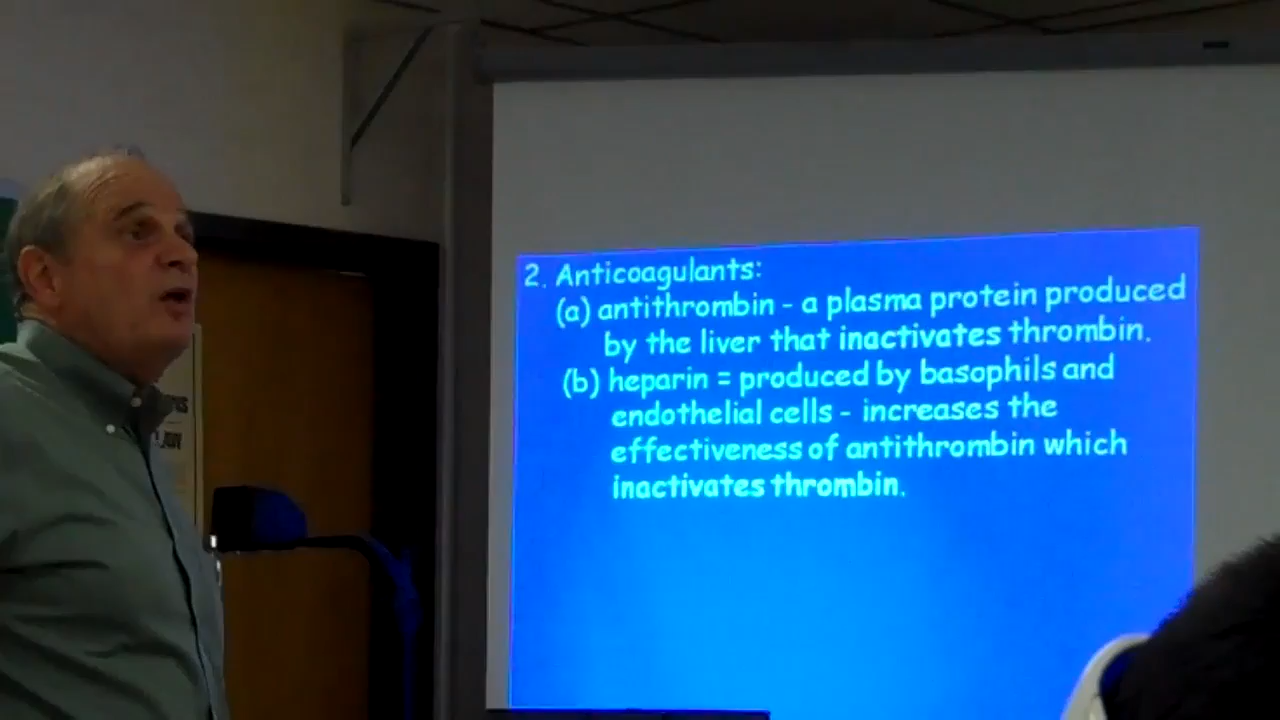 2. Anticoagulants:
(a) antithrombin - a plasma protein produced
by the liver that inactivates thrombin.
(b) heparin = produced by basophils and
endothelial cells - increases the
effectiveness of antithrombin which
inactivates thrombin.